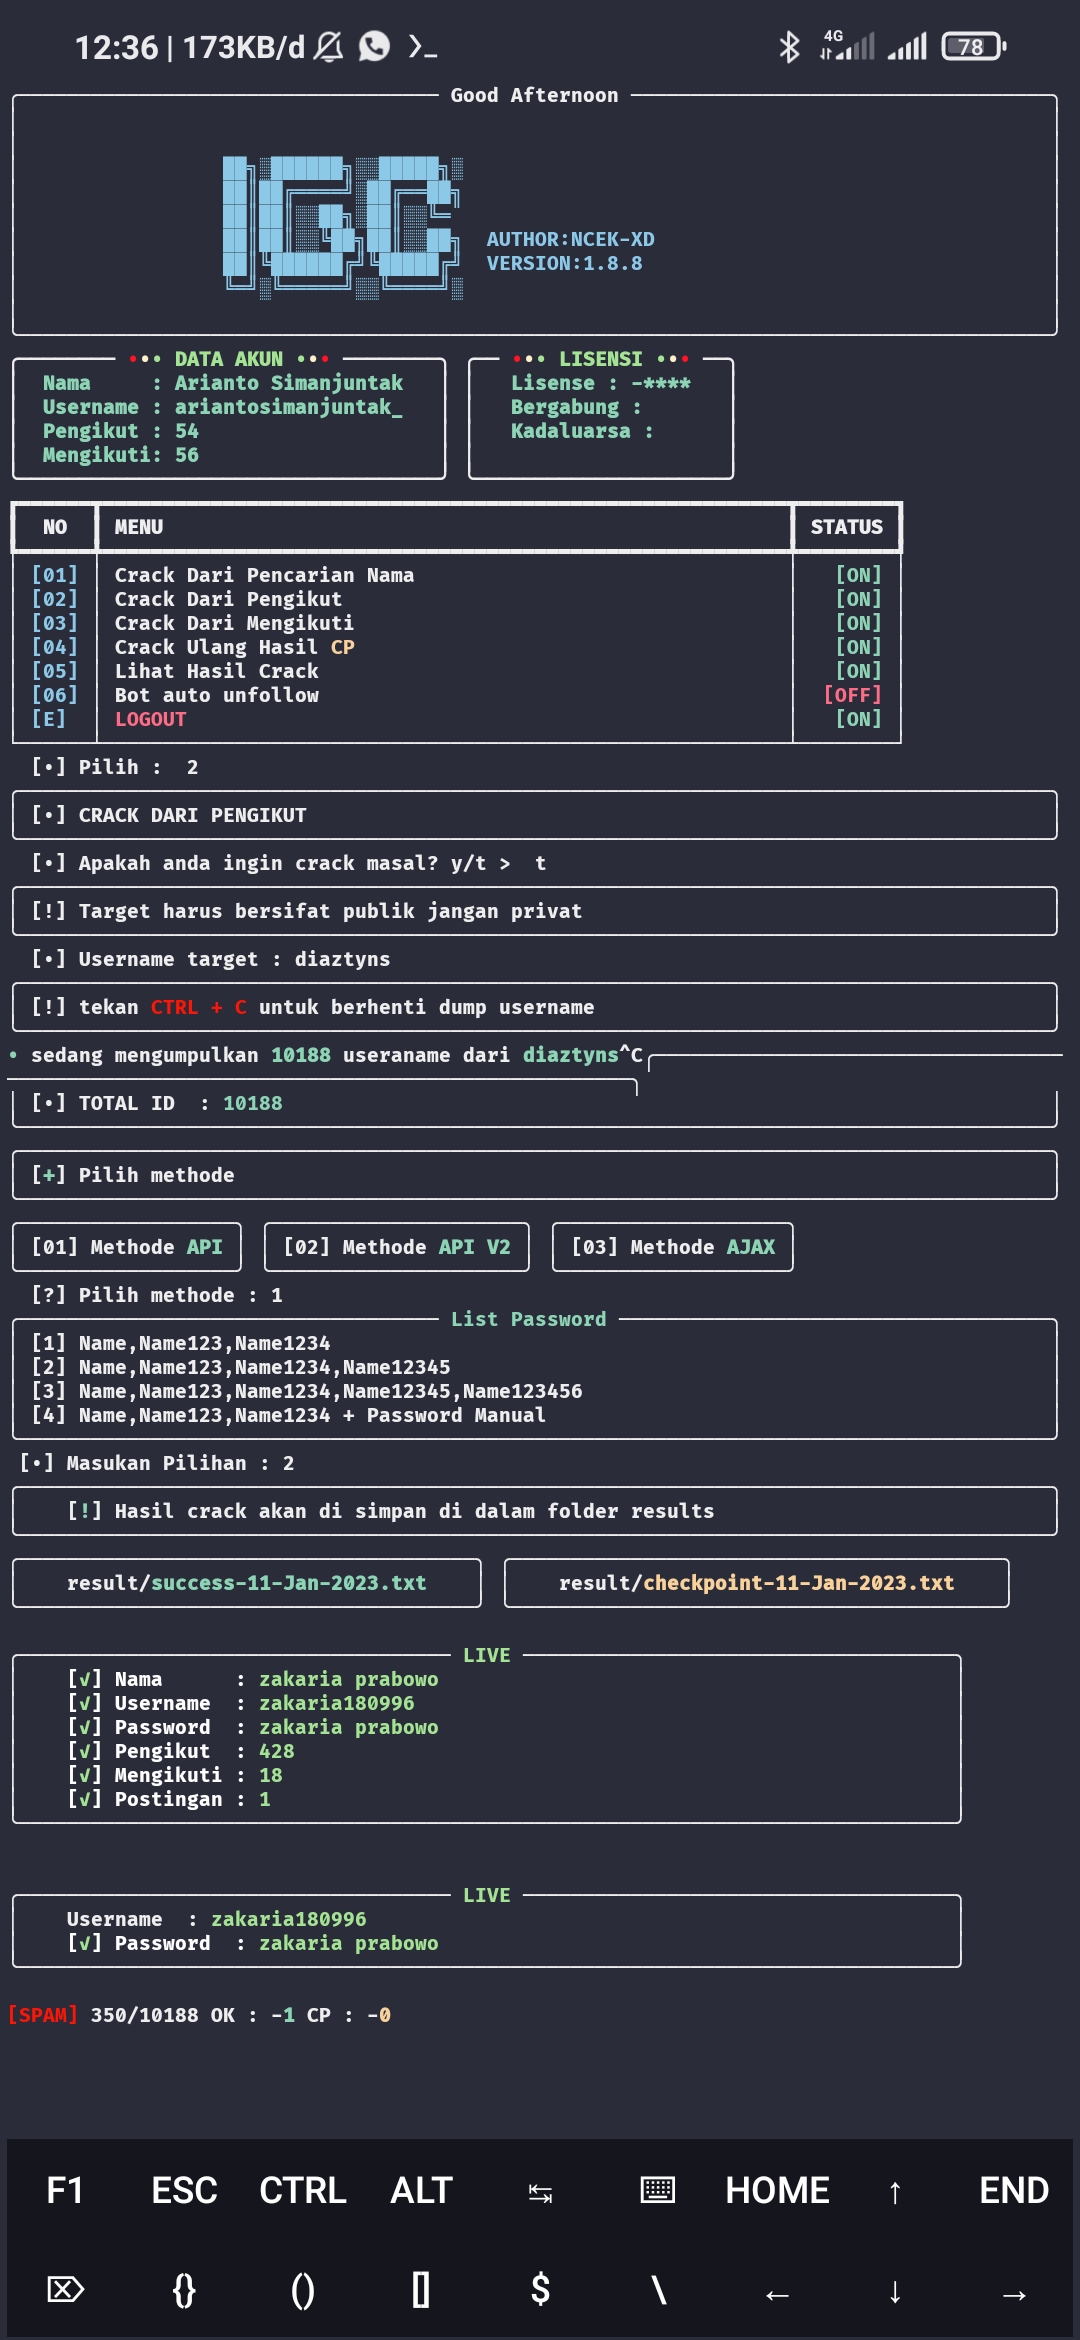 12:36 | 173KB/d
4G
78
Good Afternoon
IGC
AUTHOR:NCEK-XD
VERSION:1.8.8
••• DATA AKUN •••
Nama : Arianto Simanjuntak
Username : ariantosimanjuntak_
Pengikut : 54
Mengikuti: 56
••• LISENSI •••
Lisense : -****
Bergabung :
Kadaluarsa :
NO MENU STATUS
[01] Crack Dari Pencarian Nama [ON]
[02] Crack Dari Pengikut [ON]
[03] Crack Dari Mengikuti [ON]
[04] Crack Ulang Hasil CP [ON]
[05] Lihat Hasil Crack [ON]
[06] Bot auto unfollow [OFF]
[E] LOGOUT [ON]
[•] Pilih : 2
[•] CRACK DARI PENGIKUT
[•] Apakah anda ingin crack masal? y/t > t
[!] Target harus bersifat publik jangan privat
[•] Username target : diaztyns
[!] tekan CTRL + C untuk berhenti dump username
• sedang mengumpulkan 10188 useraname dari diaztyns^C
[•] TOTAL ID : 10188
[+] Pilih methode
[01] Methode API [02] Methode API V2 [03] Methode AJAX
[?] Pilih methode : 1
List Password
[1] Name,Name123,Name1234
[2] Name,Name123,Name1234,Name12345
[3] Name,Name123,Name1234,Name12345,Name123456
[4] Name,Name123,Name1234 + Password Manual
[•] Masukan Pilihan : 2
[!] Hasil crack akan di simpan di dalam folder results
result/success-11-Jan-2023.txt result/checkpoint-11-Jan-2023.txt
LIVE
[√] Nama : zakaria prabowo
[√] Username : zakaria180996
[√] Password : zakaria prabowo
[√] Pengikut : 428
[√] Mengikuti : 18
[√] Postingan : 1
LIVE
Username : zakaria180996
[√] Password : zakaria prabowo
[SPAM] 350/10188 OK : -1 CP : -0
F1 ESC CTRL ALT ↹ HOME ↑ END
⌦ {} () [] $ \ ← ↓ →